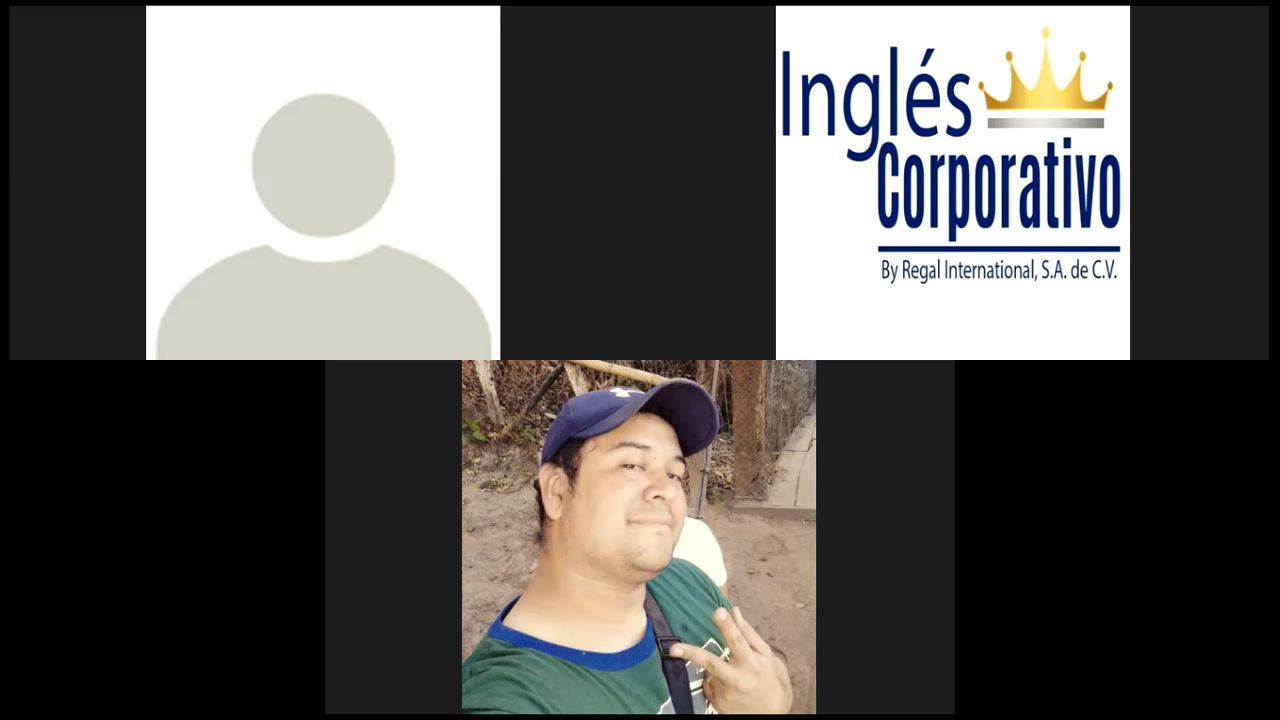 Inglés
Corporativo
By Regal International, S.A. de C.V.